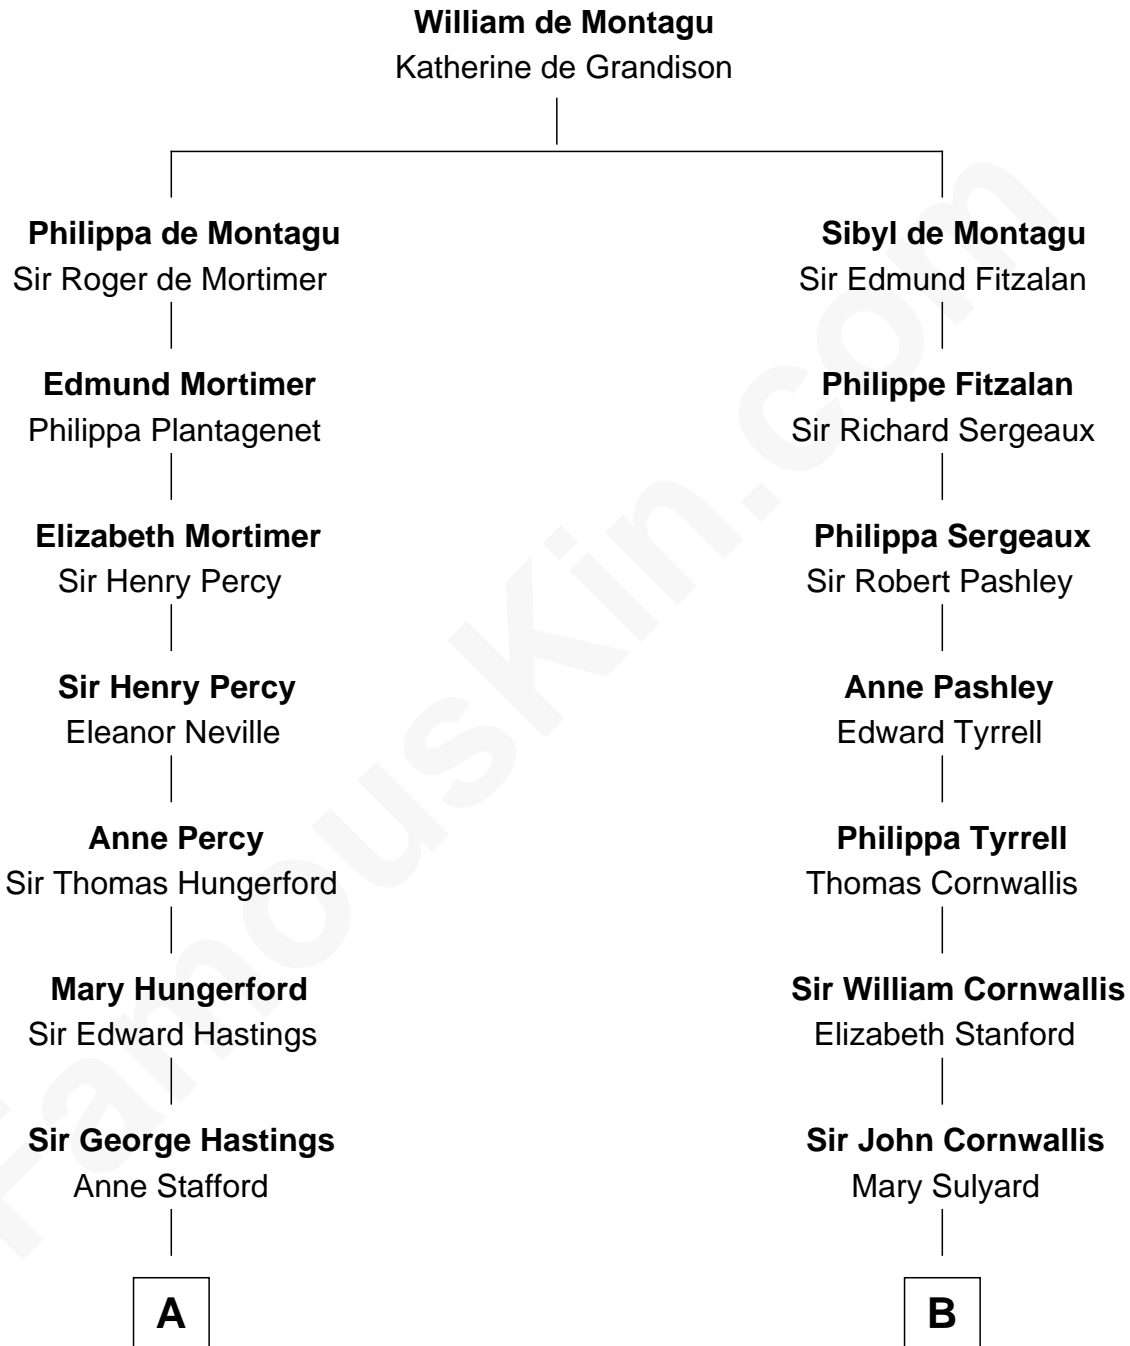 William de Montagu
Katherine de Grandison
Philippa de Montagu
Sir Roger de Mortimer
Edmund Mortimer
Philippa Plantagenet
Elizabeth Mortimer
Sir Henry Percy
Sir Henry Percy
Eleanor Neville
Anne Percy
Sir Thomas Hungerford
Mary Hungerford
Sir Edward Hastings
Sir George Hastings
Anne Stafford
A
Sibyl de Montagu
Sir Edmund Fitzalan
Philippe Fitzalan
Sir Richard Sergeaux
Philippa Sergeaux
Sir Robert Pashley
Anne Pashley
Edward Tyrrell
Philippa Tyrrell
Thomas Cornwallis
Sir William Cornwallis
Elizabeth Stanford
Sir John Cornwallis
Mary Sulyard
B
FamousKin.com